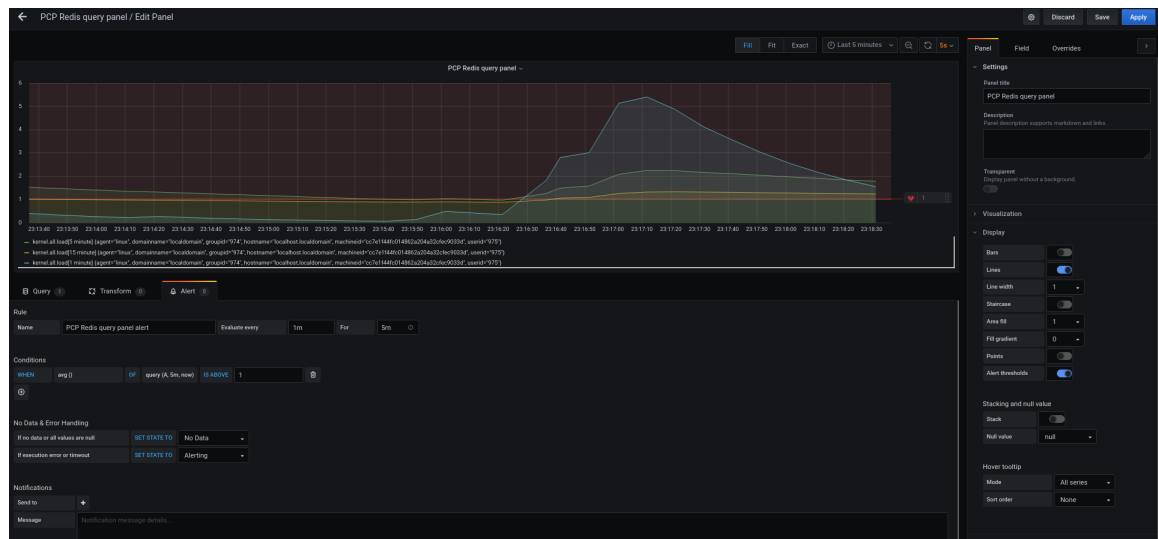 PCP Redis query panel / Edit Panel
Discard Save Apply
Fill Fit Exact Last 5 minutes 5s
PCP Redis query panel
6
5
4
3
2
1
0
1
23:13:40 23:13:50 23:14:00 23:14:10 23:14:20 23:14:30 23:14:40 23:14:50 23:15:00 23:15:10 23:15:20 23:15:30 23:15:40 23:15:50 23:16:00 23:16:10 23:16:20 23:16:30 23:16:40 23:16:50 23:17:00 23:17:10 23:17:20 23:17:30 23:17:40 23:17:50 23:18:00 23:18:10 23:18:20 23:18:30
kernel.all.load[5 minute] {agent="linux", domainname="localdomain", groupid="974", hostname="localhost.localdomain", machineid="cc7e1f44fc014862a204a32cfec9033d", userid="975"}
kernel.all.load[15 minute] {agent="linux", domainname="localdomain", groupid="974", hostname="localhost.localdomain", machineid="cc7e1f44fc014862a204a32cfec9033d", userid="975"}
kernel.all.load[1 minute] {agent="linux", domainname="localdomain", groupid="974", hostname="localhost.localdomain", machineid="cc7e1f44fc014862a204a32cfec9033d", userid="975"}
Query 1 Transform 0 Alert 0
Rule
Name PCP Redis query panel alert Evaluate every 1m For 5m
Conditions
WHEN avg () OF query (A, 5m, now) IS ABOVE 1
No Data & Error Handling
If no data or all values are null SET STATE TO No Data
If execution error or timeout SET STATE TO Alerting
Notifications
Send to
Message Notification message details...
Panel Field Overrides
Settings
Panel title
PCP Redis query panel
Description
Panel description supports markdown and links.
Transparent
Display panel without a background.
Visualization
Display
Bars
Lines
Line width 1
Staircase
Area fill 1
Fill gradient 0
Points
Alert thresholds
Stacking and null value
Stack
Null value null
Hover tooltip
Mode All series
Sort order None